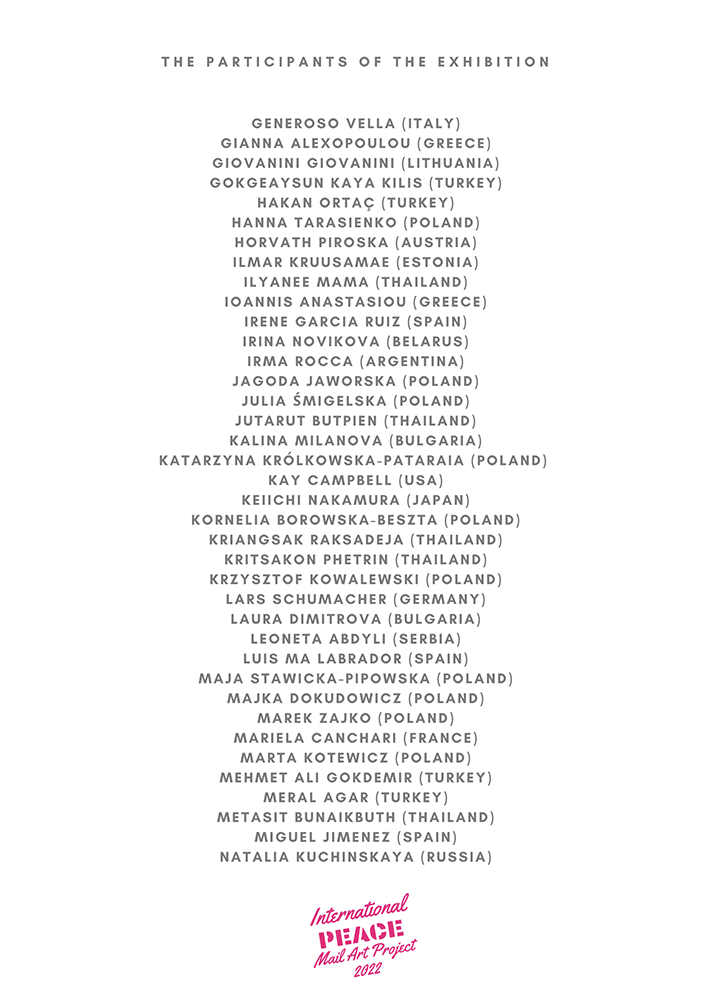 THE PARTICIPANTS OF THE EXHIBITION
GENEROSO VELLA (ITALY)
GIANNA ALEXOPOULOU (GREECE)
GIOVANINI GIOVANINI (LITHUANIA)
GOKGEAYSUN KAYA KILIS (TURKEY)
HAKAN ORTAÇ (TURKEY)
HANNA TARASIENKO (POLAND)
HORVATH PIROSKA (AUSTRIA)
ILMAR KRUUSAMAE (ESTONIA)
ILYANEE MAMA (THAILAND)
IOANNIS ANASTASIOU (GREECE)
IRENE GARCIA RUIZ (SPAIN)
IRINA NOVIKOVA (BELARUS)
IRMA ROCCA (ARGENTINA)
JAGODA JAWORSKA (POLAND)
JULIA ŚMIGELSKA (POLAND)
JUTARUT BUTPIEN (THAILAND)
KALINA MILANOVA (BULGARIA)
KATARZYNA KRÓLKOWSKA-PATARAIA (POLAND)
KAY CAMPBELL (USA)
KEIICHI NAKAMURA (JAPAN)
KORNELIA BOROWSKA-BESZTA (POLAND)
KRIANGSAK RAKSADEJA (THAILAND)
KRITSAKON PHETRIN (THAILAND)
KRZYSZTOF KOWALEWSKI (POLAND)
LARS SCHUMACHER (GERMANY)
LAURA DIMITROVA (BULGARIA)
LEONETA ABDYLI (SERBIA)
LUIS MA LABRADOR (SPAIN)
MAJA STAWICKA-PIPOWSKA (POLAND)
MAJKA DOKUDOWICZ (POLAND)
MAREK ZAJKO (POLAND)
MARIELA CANCHARI (FRANCE)
MARTA KOTEWICZ (POLAND)
MEHMET ALI GOKDEMIR (TURKEY)
MERAL AGAR (TURKEY)
METASIT BUNAIKBUTH (THAILAND)
MIGUEL JIMENEZ (SPAIN)
NATALIA KUCHINSKAYA (RUSSIA)
International
PEACE
Mail Art Project
2022